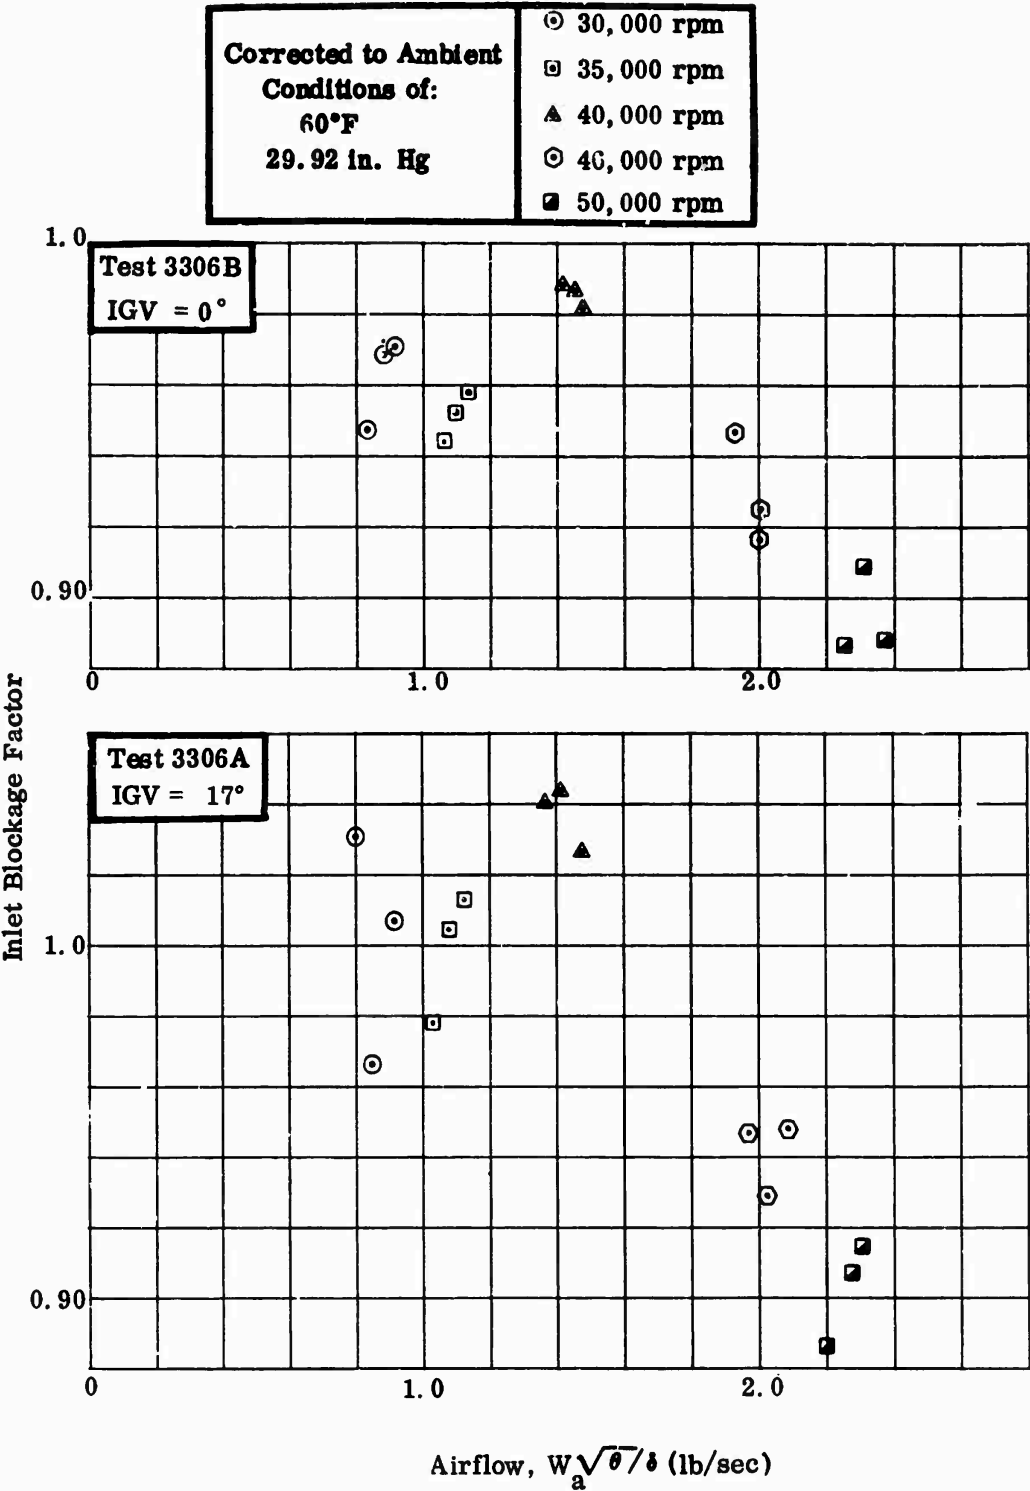 Corrected to Ambient
Conditions of:
60°F
29.92 in. Hg
30,000 rpm
35,000 rpm
40,000 rpm
46,000 rpm
50,000 rpm
1.0
Test 3306B
IGV = 0°
0.90
0
1.0
2.0
Inlet Blockage Factor
Test 3306A
IGV = 17°
1.0
0.90
0
1.0
2.0
Airflow, Wa√θ/δ (lb/sec)